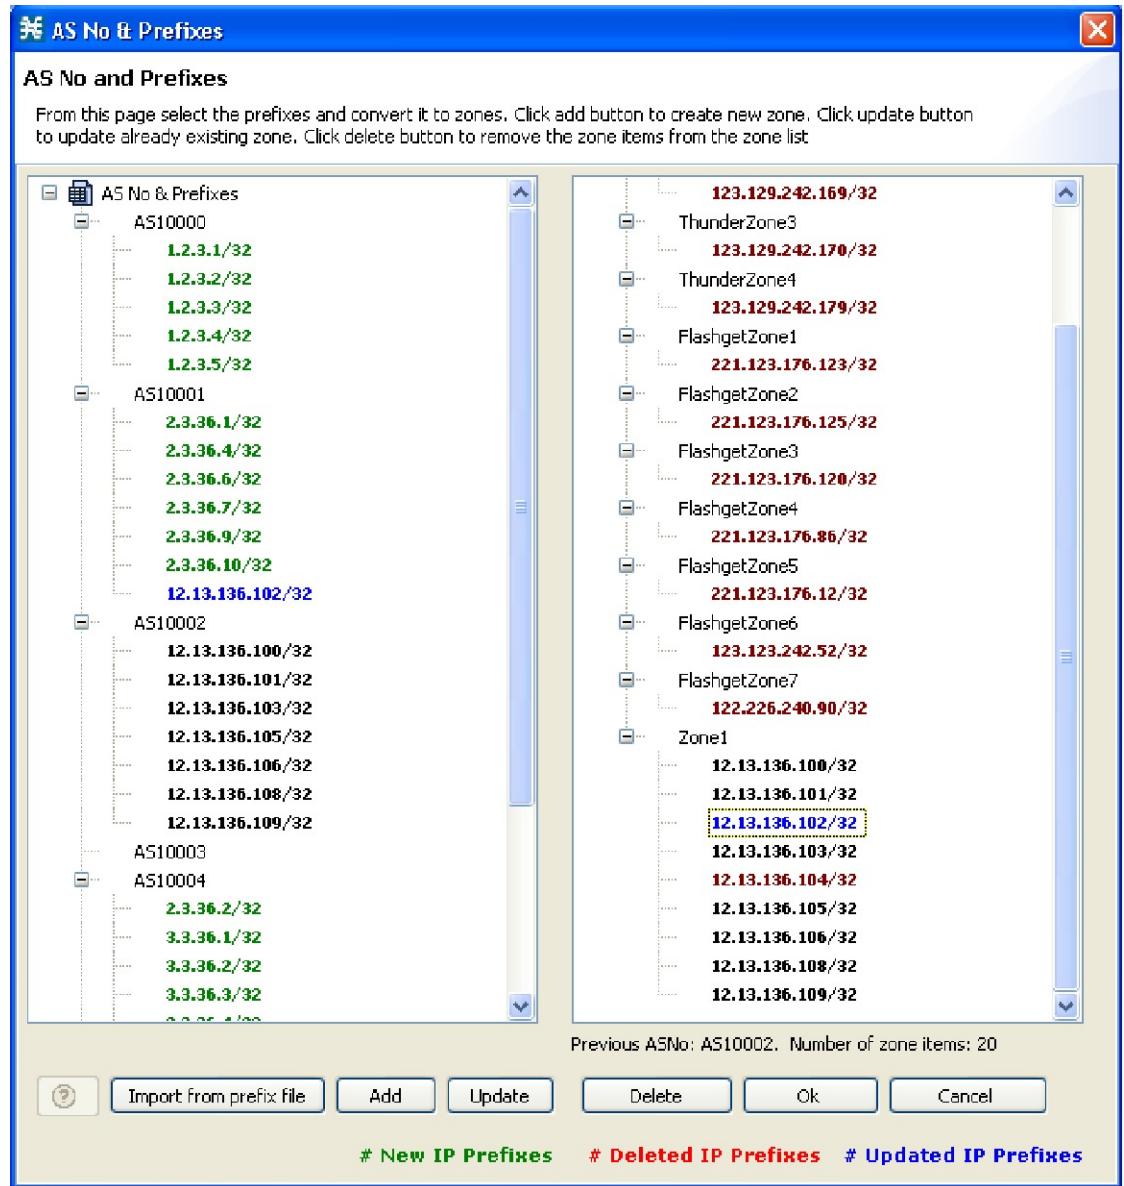 AS No & Prefixes
AS No and Prefixes
From this page select the prefixes and convert it to zones. Click add button to create new zone. Click update button
to update already existing zone. Click delete button to remove the zone items from the zone list
AS No & Prefixes
AS10000
1.2.3.1/32
1.2.3.2/32
1.2.3.3/32
1.2.3.4/32
1.2.3.5/32
AS10001
2.3.36.1/32
2.3.36.4/32
2.3.36.6/32
2.3.36.7/32
2.3.36.9/32
2.3.36.10/32
12.13.136.102/32
AS10002
12.13.136.100/32
12.13.136.101/32
12.13.136.103/32
12.13.136.105/32
12.13.136.106/32
12.13.136.108/32
12.13.136.109/32
AS10003
AS10004
2.3.36.2/32
3.3.36.1/32
3.3.36.2/32
3.3.36.3/32
123.129.242.169/32
ThunderZone3
123.129.242.170/32
ThunderZone4
123.129.242.179/32
FlashgetZone1
221.123.176.123/32
FlashgetZone2
221.123.176.125/32
FlashgetZone3
221.123.176.120/32
FlashgetZone4
221.123.176.86/32
FlashgetZone5
221.123.176.12/32
FlashgetZone6
123.123.242.52/32
FlashgetZone7
122.226.240.90/32
Zone1
12.13.136.100/32
12.13.136.101/32
12.13.136.102/32
12.13.136.103/32
12.13.136.104/32
12.13.136.105/32
12.13.136.106/32
12.13.136.108/32
12.13.136.109/32
Previous ASNo: AS10002. Number of zone items: 20
? Import from prefix file Add Update Delete Ok Cancel
# New IP Prefixes # Deleted IP Prefixes # Updated IP Prefixes